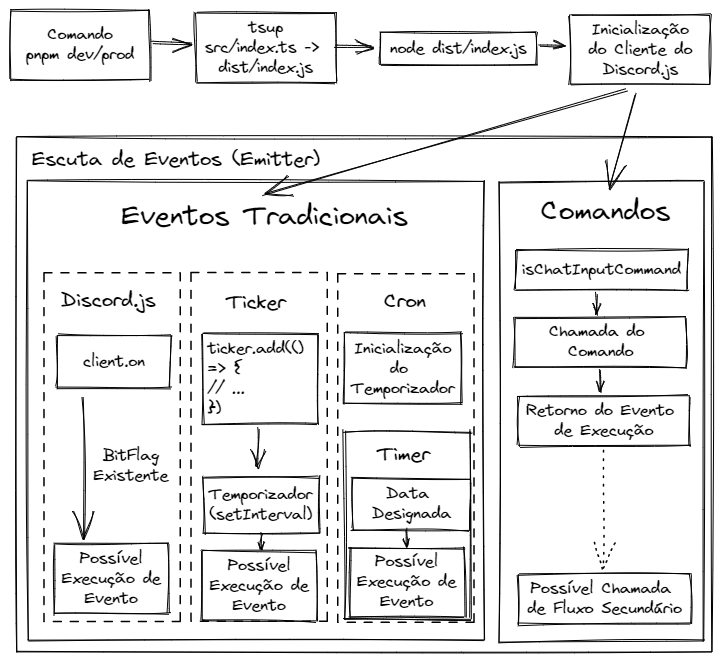 Comando
pnpm dev/prod
tsup
src/index.ts ->
dist/index.js
node dist/index.js
Inicialização
do Cliente do
Discord.js
Escuta de Eventos (Emitter)
Eventos Tradicionais
Discord.js
client.on
BitFlag
Existente
Possível
Execução de
Evento
Ticker
ticker.add(()
=> {
// ...
})
Temporizador
(setInterval)
Possível
Execução de
Evento
Cron
Inicialização
do
Temporizador
Timer
Data
Designada
Possível
Execução de
Evento
Comandos
isChatInputCommand
Chamada do
Comando
Retorno do Evento
de Execução
Possível Chamada
de Fluxo Secundário